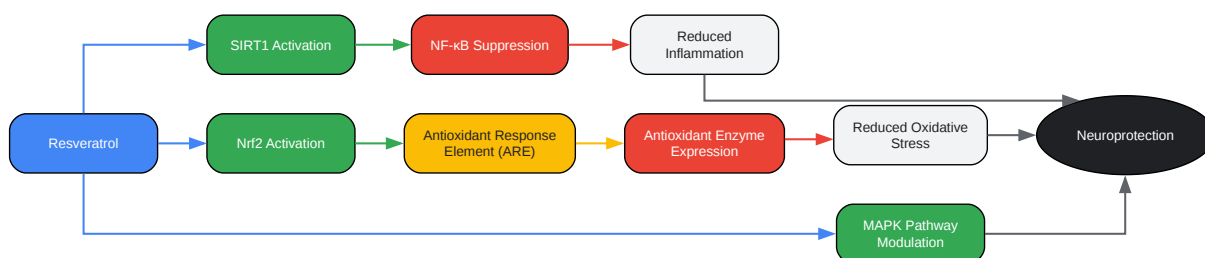 SIRT1 Activation
NF-κB Suppression
Reduced
Inflammation
Resveratrol
Nrf2 Activation
Antioxidant Response
Element (ARE)
Antioxidant Enzyme
Expression
Reduced Oxidative
Stress
Neuroprotection
MAPK Pathway
Modulation